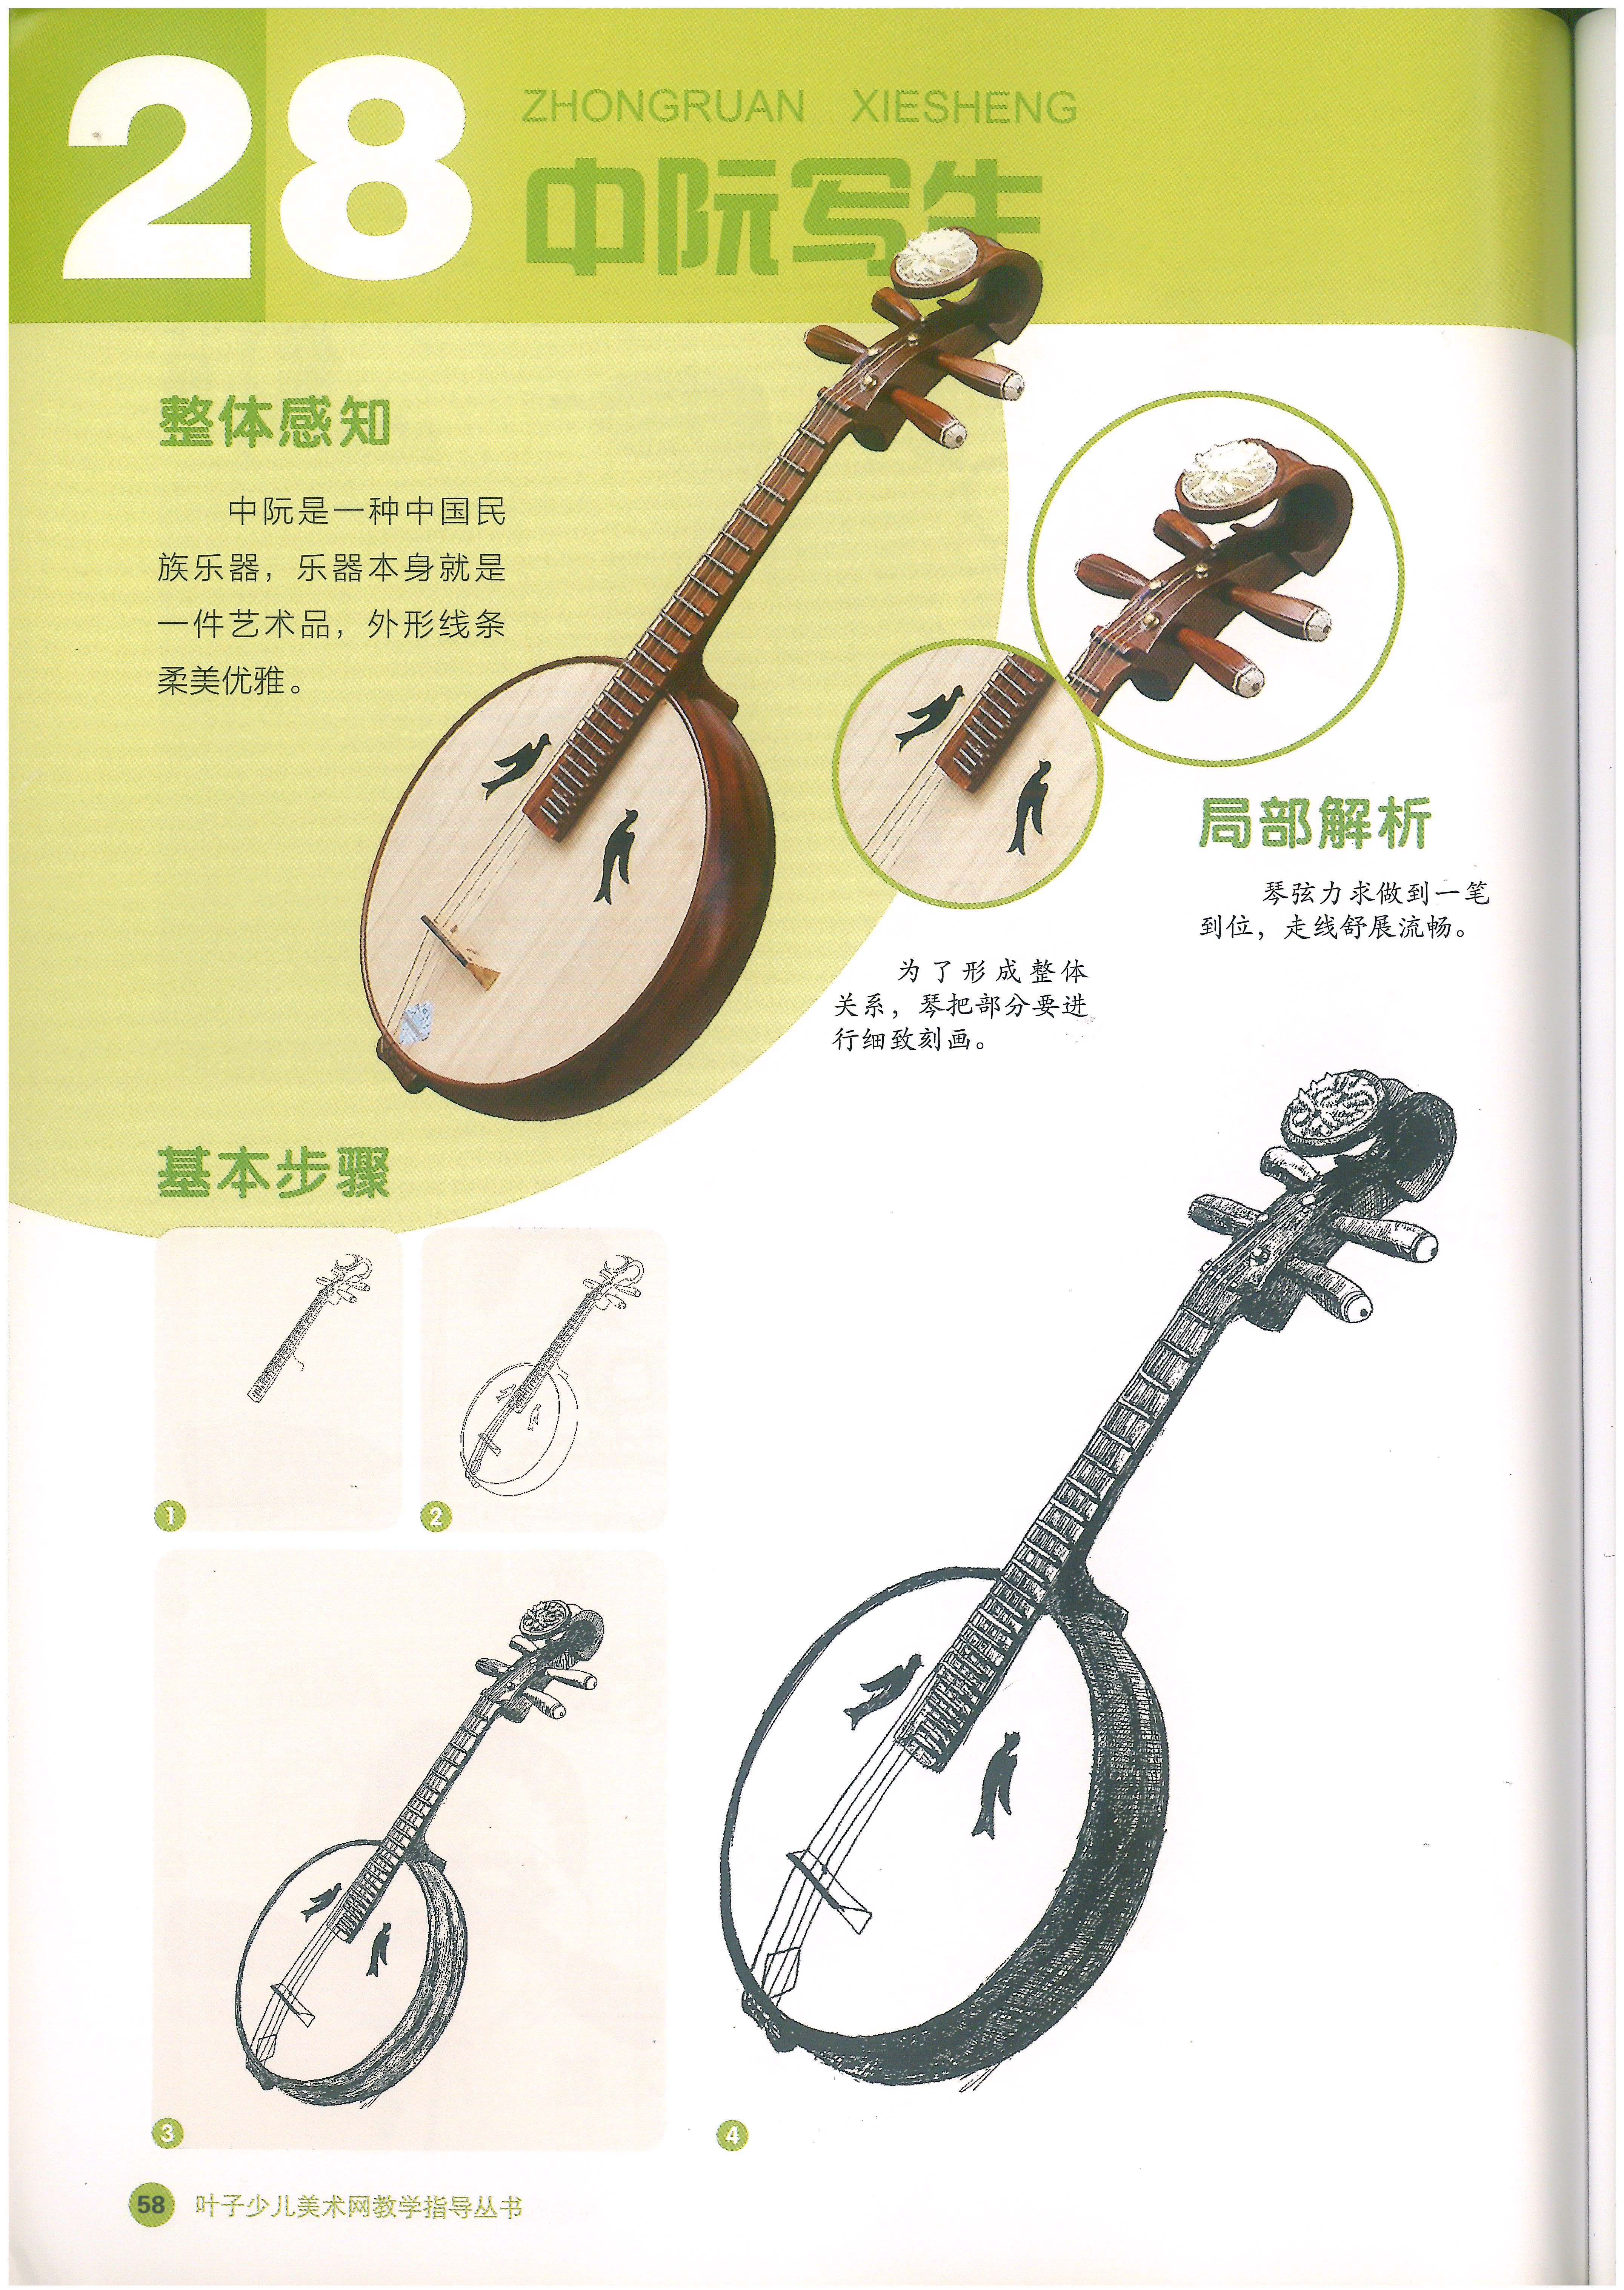 28
ZHONGRUAN XIESHENG
中阮写生
整体感知
中阮是一种中国民
族乐器，乐器本身就是
一件艺术品，外形线条
柔美优雅。
局部解析
琴弦力求做到一笔
到位，走线舒展流畅。
为了形成整体
关系，琴把部分要进
行细致刻画。
基本步骤
1
2
3
4
58 叶子少儿美术网教学指导丛书